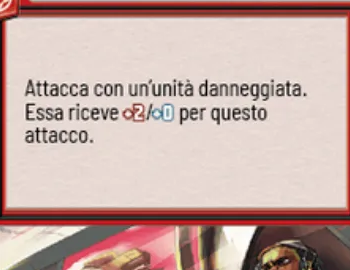 Attacca con un'unità danneggiata.
Essa riceve +2/+0 per questo
attacco.